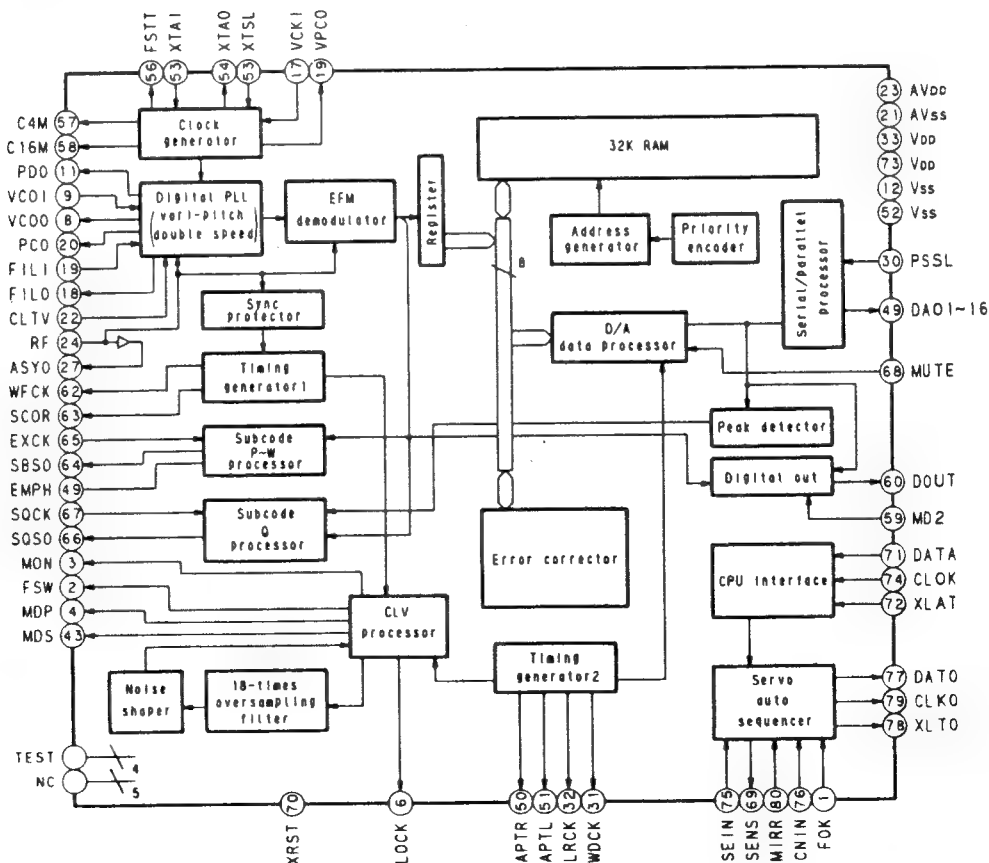 FSTT
XTAI
XTAO
XTSL
VCKI
VPCO
56
53
54
53
17
19
C4M 57
C16M 58
PDO 11
VCOI 9
VCOO 8
PCO 20
FILI 19
FILO 18
CLTV 22
RF 24
ASYO 27
WFCK 62
SCOR 63
EXCK 65
SBSO 64
EMPH 49
SQCK 67
SQSO 66
MON 3
FSW 2
MDP 4
MDS 43
TEST
4
NC
5
Clock
generator
Digital PLL
(vari-pitch
double speed)
EFM
demodulator
Register
Sync
protector
Timing
generator1
Subcode
P~W
processor
Subcode
Q
processor
CLV
processor
Noise
shaper
18-times
oversampling
filter
32K RAM
8
Address
generator
Priority
encoder
Serial/parallel
processor
D/A
data processor
Peak detector
Digital out
Error corrector
CPU interface
Timing
generator2
Servo
auto
sequencer
23 AVDD
21 AVSS
33 VDD
73 VDD
12 VSS
52 VSS
30 PSSL
49 DA01~16
68 MUTE
60 DOUT
59 MD2
71 DATA
74 CLOK
72 XLAT
77 DATO
79 CLKO
78 XLTO
70
6
50
51
32
31
75
69
80
76
1
XRST
LOCK
APTR
APTL
LRCK
WDCK
SEIN
SENS
MIRR
CNIN
FOK